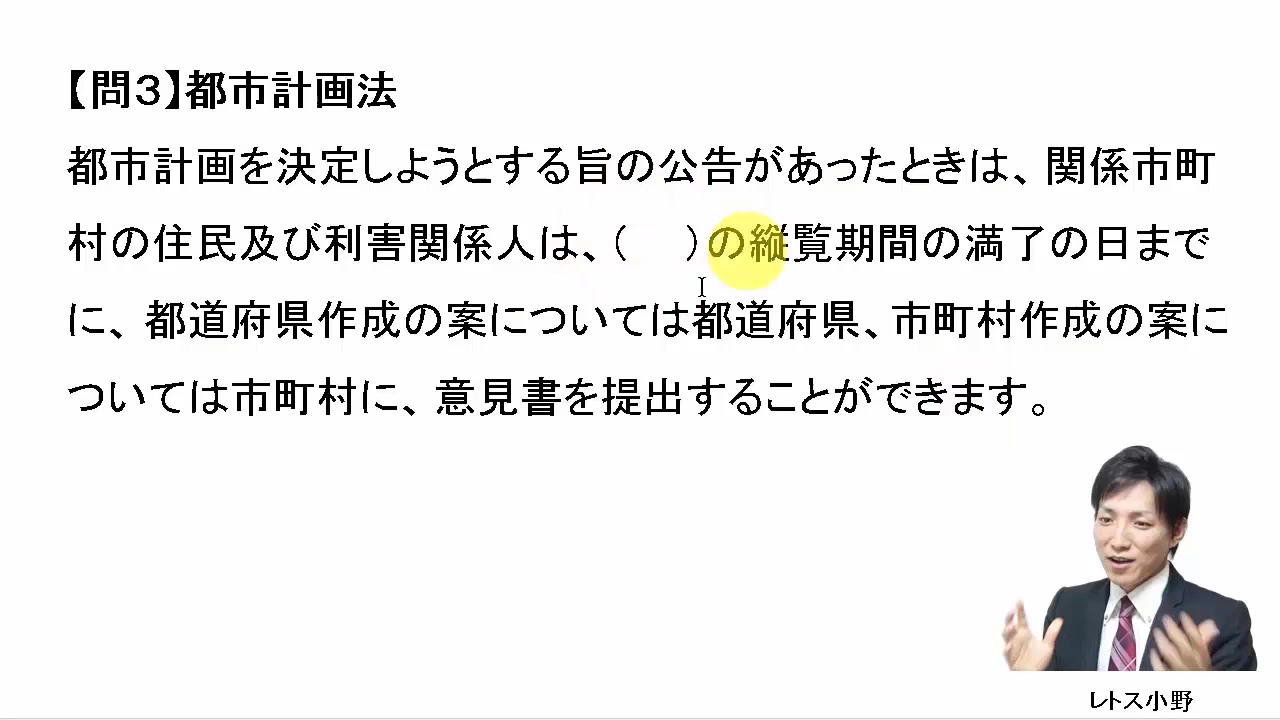 【問３】都市計画法
都市計画を決定しようとする旨の公告があったときは、関係市町
村の住民及び利害関係人は、（　）の縦覧期間の満了の日まで
に、都道府県作成の案については都道府県、市町村作成の案に
ついては市町村に、意見書を提出することができます。
レトス小野